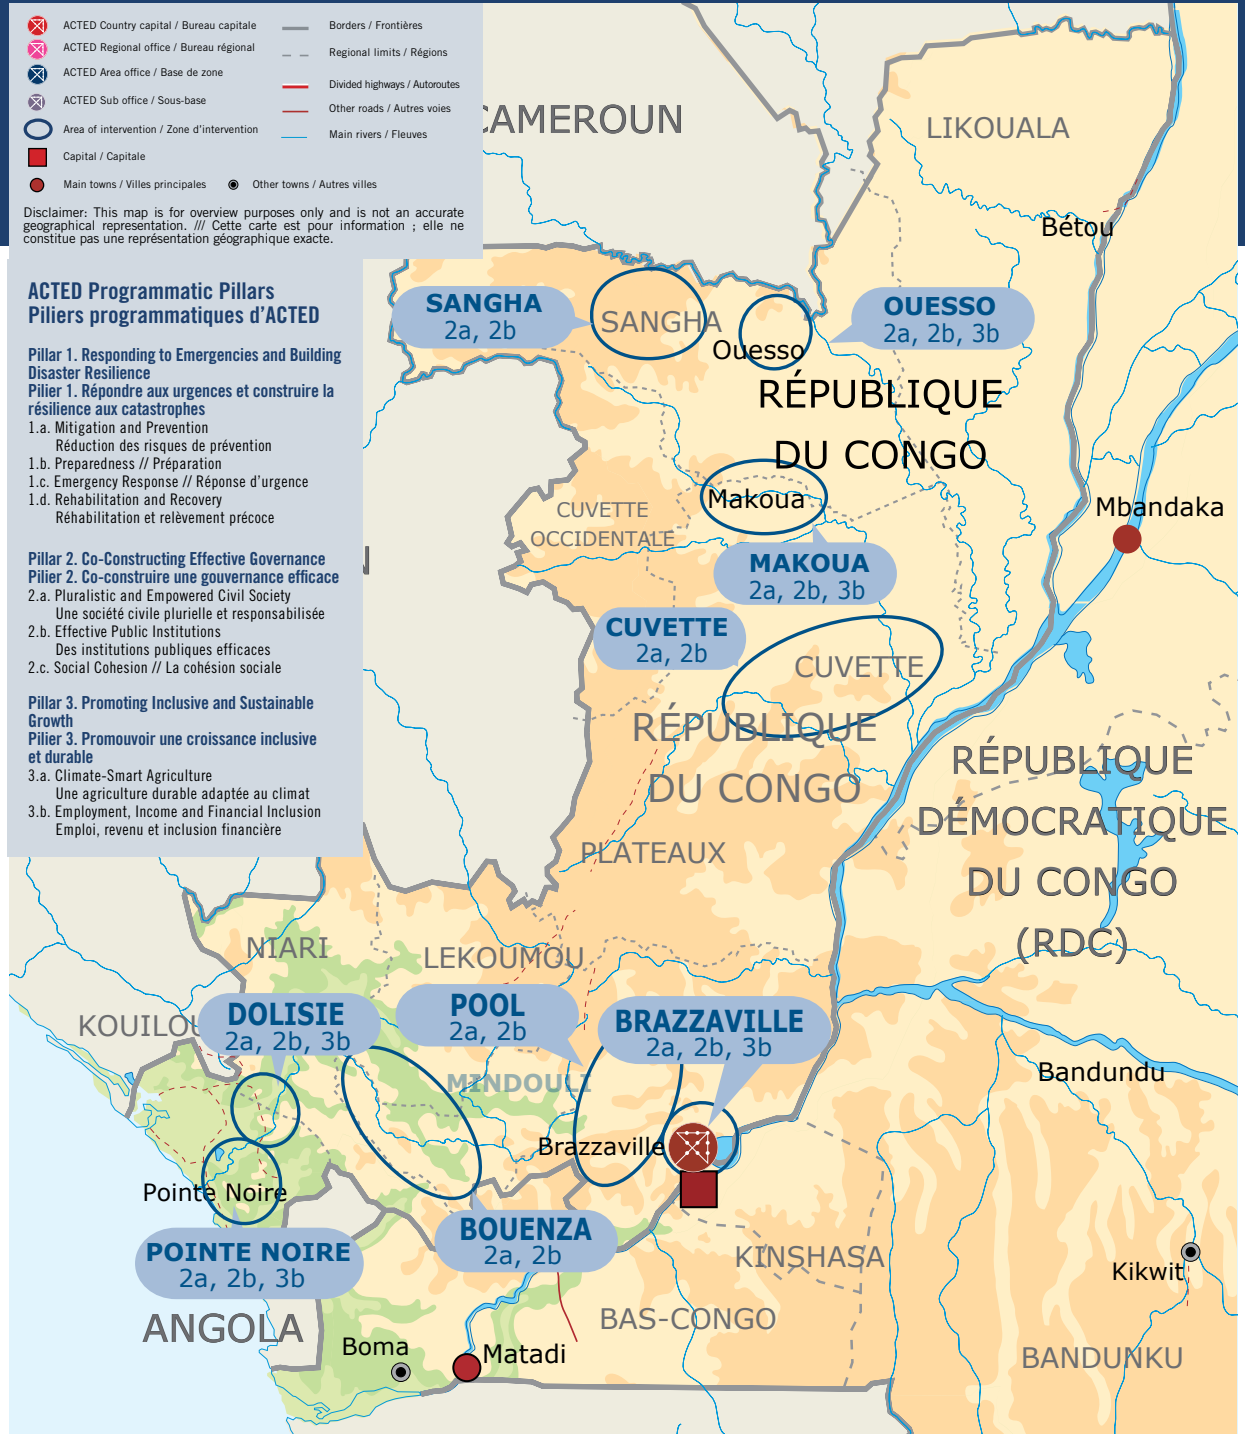 ACTED Country capital / Bureau capitale
ACTED Regional office / Bureau régional
ACTED Area office / Base de zone
ACTED Sub office / Sous-base
Area of intervention / Zone d'intervention
Capital / Capitale
Main towns / Villes principales
Other towns / Autres villes
Borders / Frontières
Regional limits / Régions
Divided highways / Autoroutes
Other roads / Autres voies
Main rivers / Fleuves
Disclaimer: This map is for overview purposes only and is not an accurate
geographical representation. /// Cette carte est pour information ; elle ne
constitue pas une représentation géographique exacte.
ACTED Programmatic Pillars
Piliers programmatiques d'ACTED
Pillar 1. Responding to Emergencies and Building
Disaster Resilience
Pilier 1. Répondre aux urgences et construire la
résilience aux catastrophes
1.a. Mitigation and Prevention
Réduction des risques de prévention
1.b. Preparedness // Préparation
1.c. Emergency Response // Réponse d'urgence
1.d. Rehabilitation and Recovery
Réhabilitation et relèvement précoce
Pillar 2. Co-Constructing Effective Governance
Pilier 2. Co-construire une gouvernance efficace
2.a. Pluralistic and Empowered Civil Society
Une société civile plurielle et responsabilisée
2.b. Effective Public Institutions
Des institutions publiques efficaces
2.c. Social Cohesion // La cohésion sociale
Pillar 3. Promoting Inclusive and Sustainable
Growth
Pilier 3. Promouvoir une croissance inclusive
et durable
3.a. Climate-Smart Agriculture
Une agriculture durable adaptée au climat
3.b. Employment, Income and Financial Inclusion
Emploi, revenu et inclusion financière
CAMEROUN
LIKOUALA
Bétou
SANGHA
2a, 2b
SANGHA
Ouesso
OUESSO
2a, 2b, 3b
RÉPUBLIQUE
DU CONGO
Makoua
CUVETTE
OCCIDENTALE
Mbandaka
N
MAKOUA
2a, 2b, 3b
CUVETTE
2a, 2b
CUVETTE
RÉPUBLIQUE
DU CONGO
RÉPUBLIQUE
DÉMOCRATIQUE
DU CONGO
(RDC)
PLATEAUX
NIARI
LEKOUMOU
KOUILOU
DOLISIE
2a, 2b, 3b
POOL
2a, 2b
BRAZZAVILLE
2a, 2b, 3b
MINDOULI
Bandundu
Brazzaville
Pointe Noire
POINTE NOIRE
2a, 2b, 3b
BOUENZA
2a, 2b
KINSHASA
Kikwit
ANGOLA
BAS-CONGO
Boma
Matadi
BANDUNKU